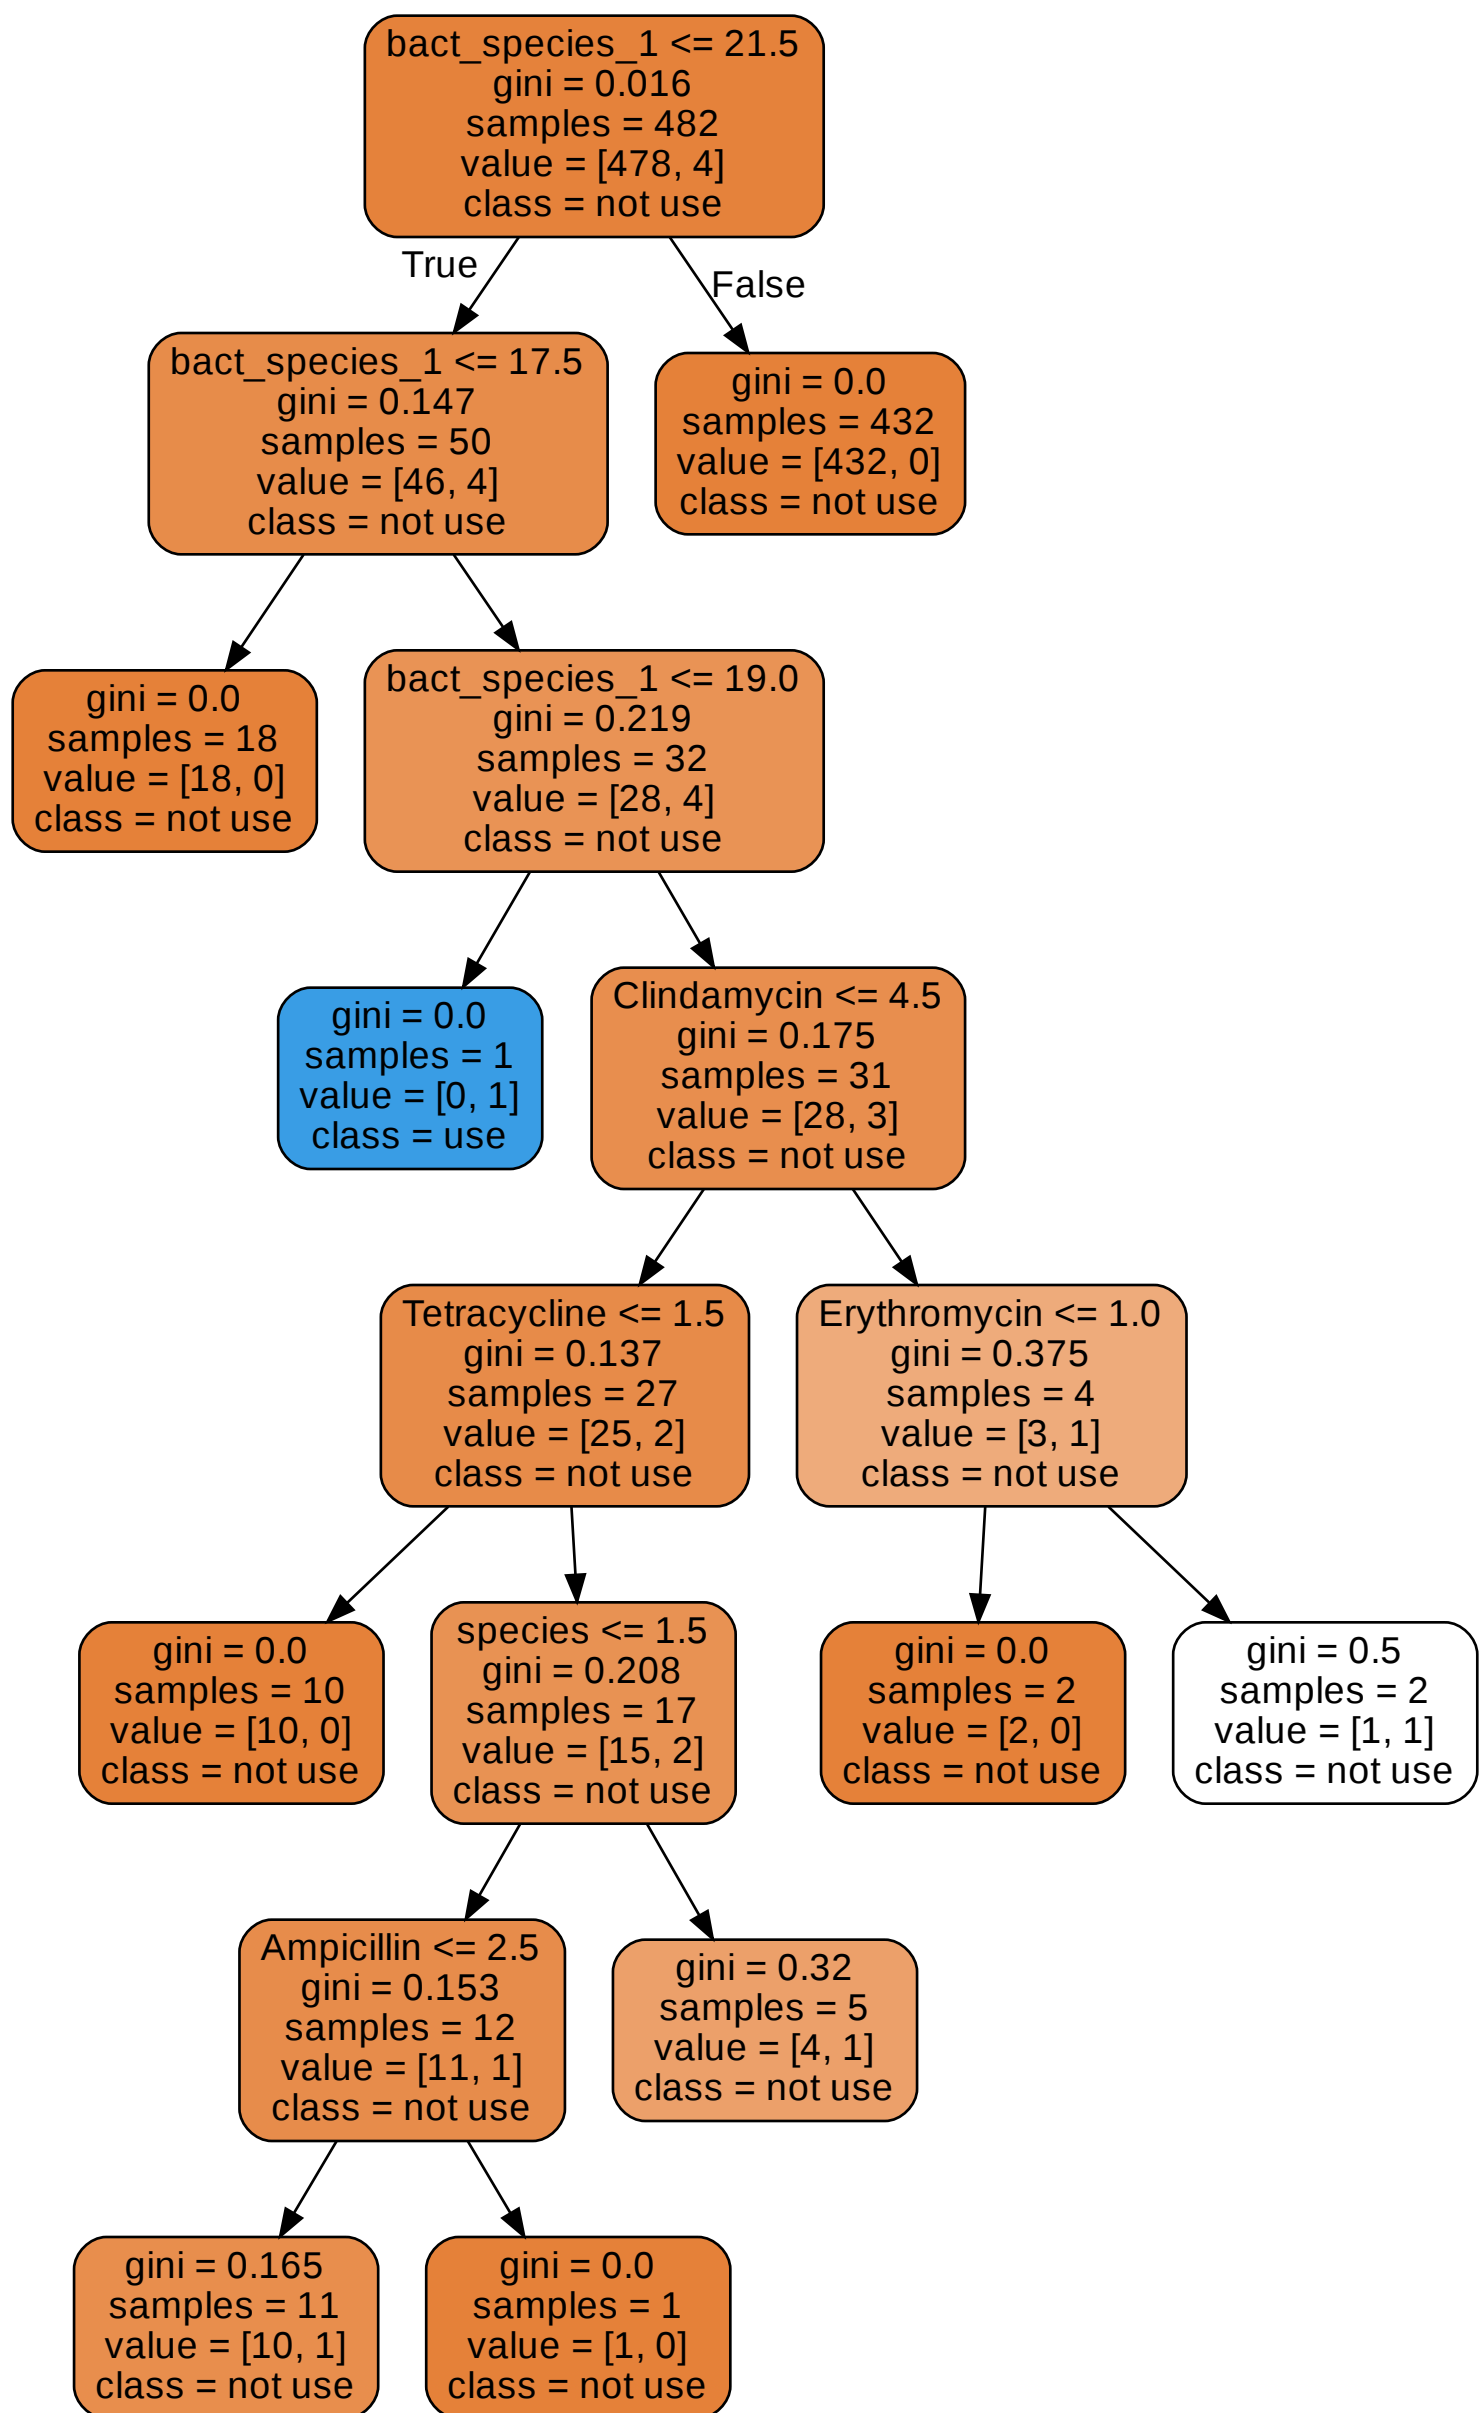 bact_species_1 <= 21.5
gini = 0.016
samples = 482
value = [478, 4]
class = not use
True
False
bact_species_1 <= 17.5
gini = 0.147
samples = 50
value = [46, 4]
class = not use
gini = 0.0
samples = 432
value = [432, 0]
class = not use
gini = 0.0
samples = 18
value = [18, 0]
class = not use
bact_species_1 <= 19.0
gini = 0.219
samples = 32
value = [28, 4]
class = not use
gini = 0.0
samples = 1
value = [0, 1]
class = use
Clindamycin <= 4.5
gini = 0.175
samples = 31
value = [28, 3]
class = not use
Tetracycline <= 1.5
gini = 0.137
samples = 27
value = [25, 2]
class = not use
Erythromycin <= 1.0
gini = 0.375
samples = 4
value = [3, 1]
class = not use
gini = 0.0
samples = 10
value = [10, 0]
class = not use
species <= 1.5
gini = 0.208
samples = 17
value = [15, 2]
class = not use
gini = 0.0
samples = 2
value = [2, 0]
class = not use
gini = 0.5
samples = 2
value = [1, 1]
class = not use
Ampicillin <= 2.5
gini = 0.153
samples = 12
value = [11, 1]
class = not use
gini = 0.32
samples = 5
value = [4, 1]
class = not use
gini = 0.165
samples = 11
value = [10, 1]
class = not use
gini = 0.0
samples = 1
value = [1, 0]
class = not use